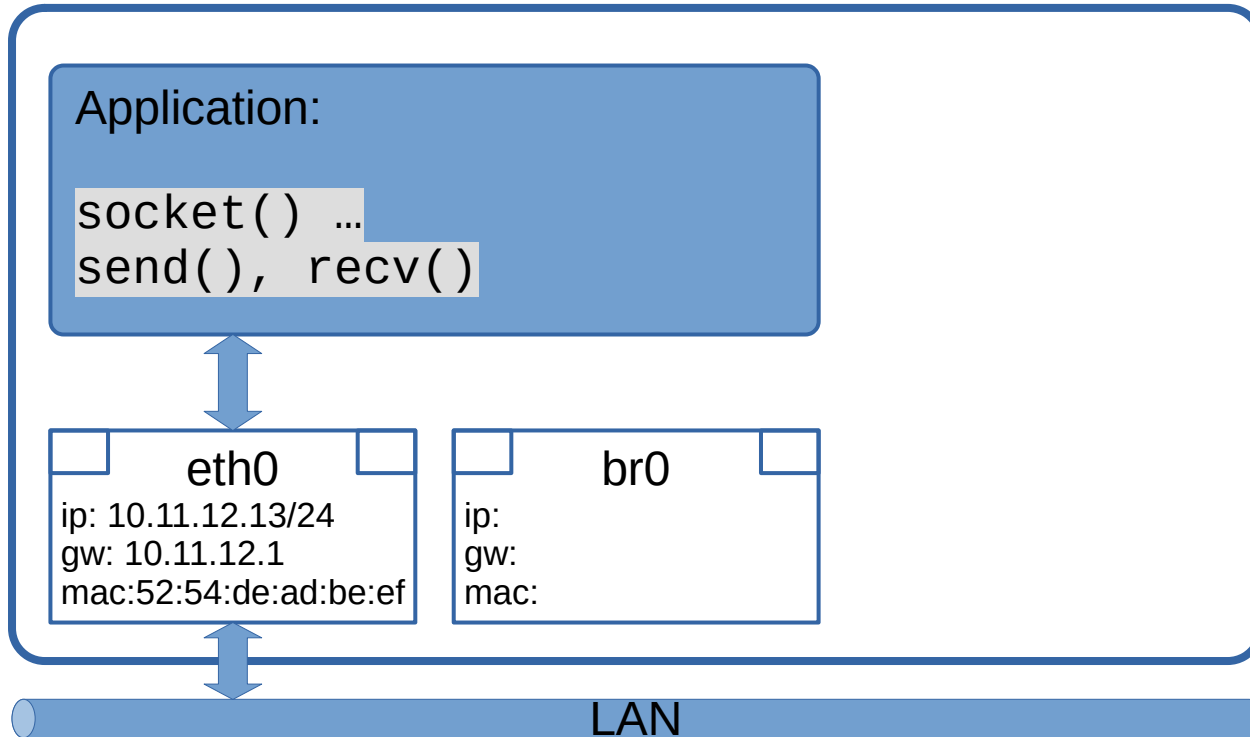 Application:
socket() …
send(), recv()
eth0
ip: 10.11.12.13/24
gw: 10.11.12.1
mac:52:54:de:ad:be:ef
br0
ip:
gw:
mac:
LAN